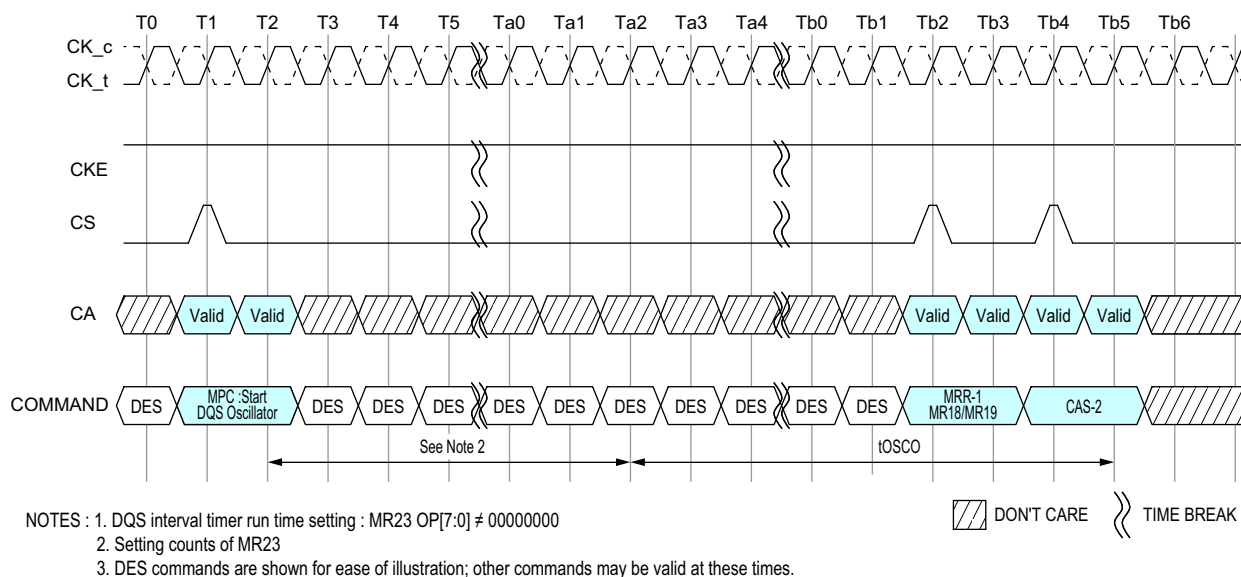 T0 T1 T2 T3 T4 T5 Ta0 Ta1 Ta2 Ta3 Ta4 Tb0 Tb1 Tb2 Tb3 Tb4 Tb5 Tb6
CK_c
CK_t
CKE
CS
CA Valid Valid Valid Valid Valid Valid
COMMAND DES MPC :Start DQS Oscillator DES DES DES DES DES DES DES DES DES DES MRR-1 MR18/MR19 CAS-2
See Note 2 tOSCO
NOTES : 1. DQS interval timer run time setting : MR23 OP[7:0] ≠ 00000000
DON'T CARE TIME BREAK
2. Setting counts of MR23
3. DES commands are shown for ease of illustration; other commands may be valid at these times.